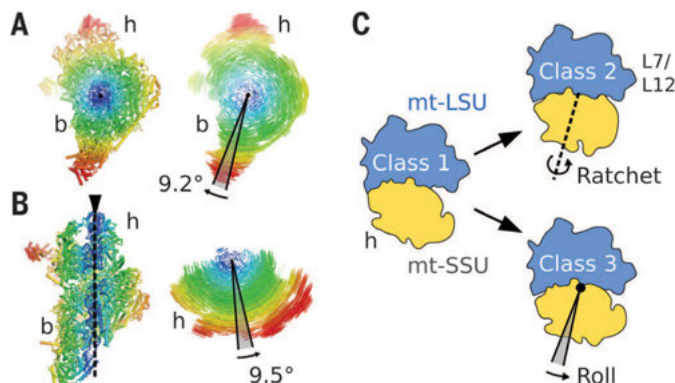 A
h
b
9.2°
B
h
b
h
9.5°
C
mt-LSU
Class 1
h
mt-SSU
Class 2
L7/
L12
Ratchet
Class 3
Roll